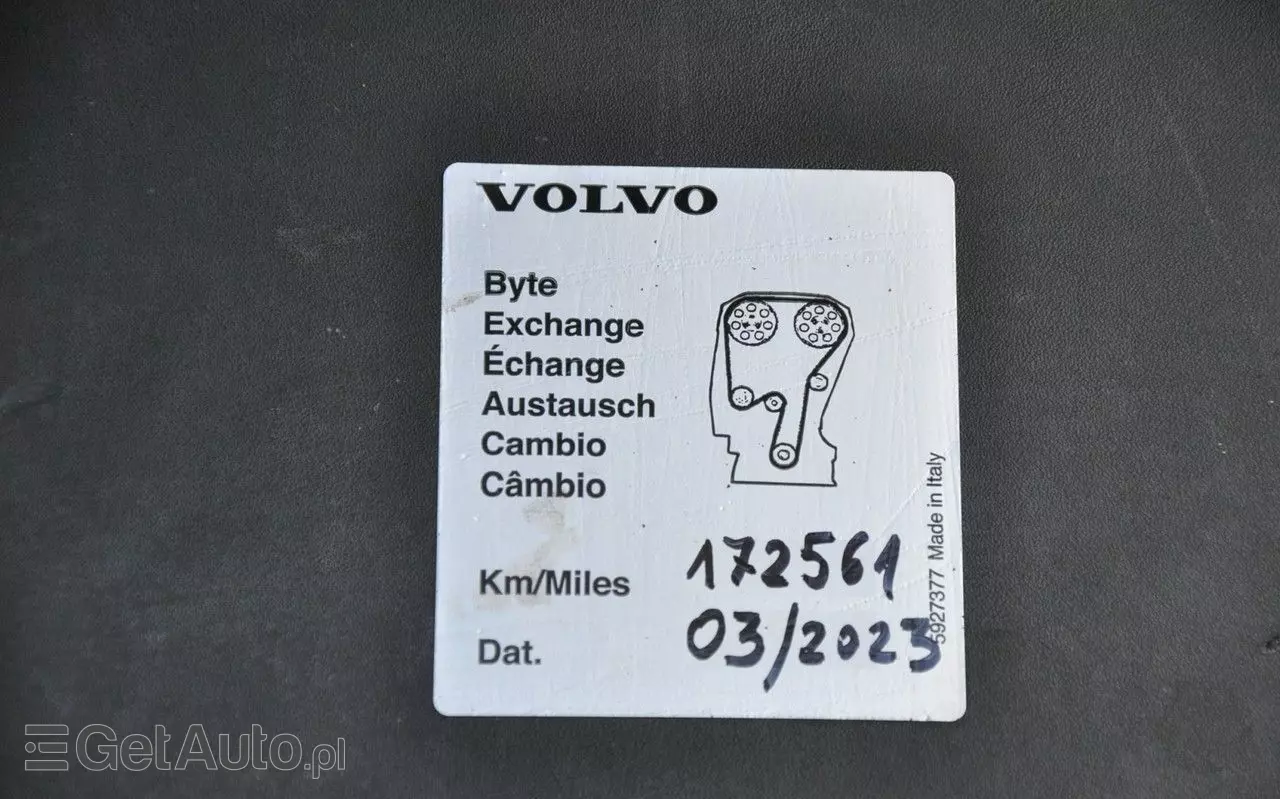 VOLVO
Byte
Exchange
Échange
Austausch
Cambio
Câmbio
Km/Miles 172561
Dat. 03/2023
5927377 Made in Italy
GetAuto.pl